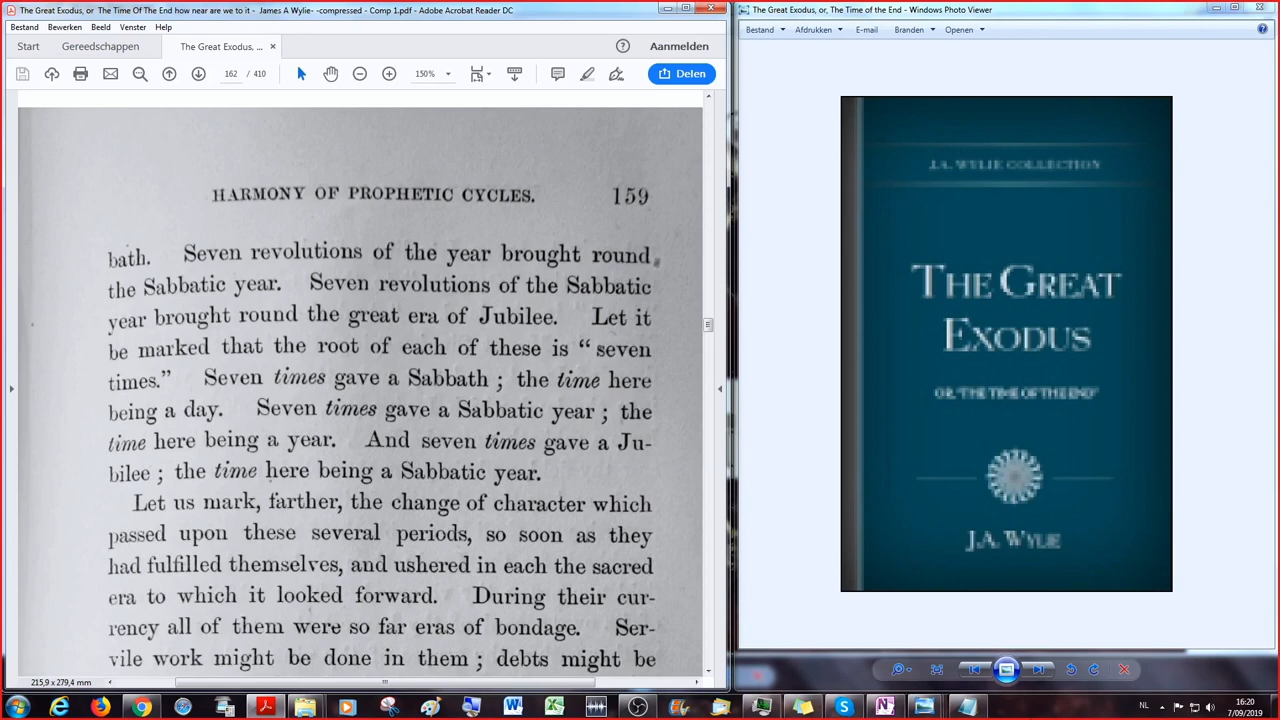 The Great Exodus, or The Time Of The End how near are we to it - James A Wylie- -compressed - Comp 1.pdf - Adobe Acrobat Reader DC
Bestand Bewerken Beeld Venster Help
Start Gereedschappen The Great Exodus, ... × Aanmelden
162 / 410 150% Delen
HARMONY OF PROPHETIC CYCLES. 159
bath. Seven revolutions of the year brought round
the Sabbatic year. Seven revolutions of the Sabbatic
year brought round the great era of Jubilee. Let it
be marked that the root of each of these is “ seven
times.” Seven times gave a Sabbath ; the time here
being a day. Seven times gave a Sabbatic year ; the
time here being a year. And seven times gave a Ju-
bilee ; the time here being a Sabbatic year.
Let us mark, farther, the change of character which
passed upon these several periods, so soon as they
had fulfilled themselves, and ushered in each the sacred
era to which it looked forward. During their cur-
rency all of them were so far eras of bondage. Ser-
vile work might be done in them ; debts might be
215,9 x 279,4 mm
The Great Exodus, or, The Time of the End - Windows Photo Viewer
Bestand Afdrukken E-mail Branden Openen
J.A. WYLIE COLLECTION
THE GREAT
EXODUS
OR, "THE TIME OF THE END"
J.A. WYLIE
NL 16:20
7/09/2019